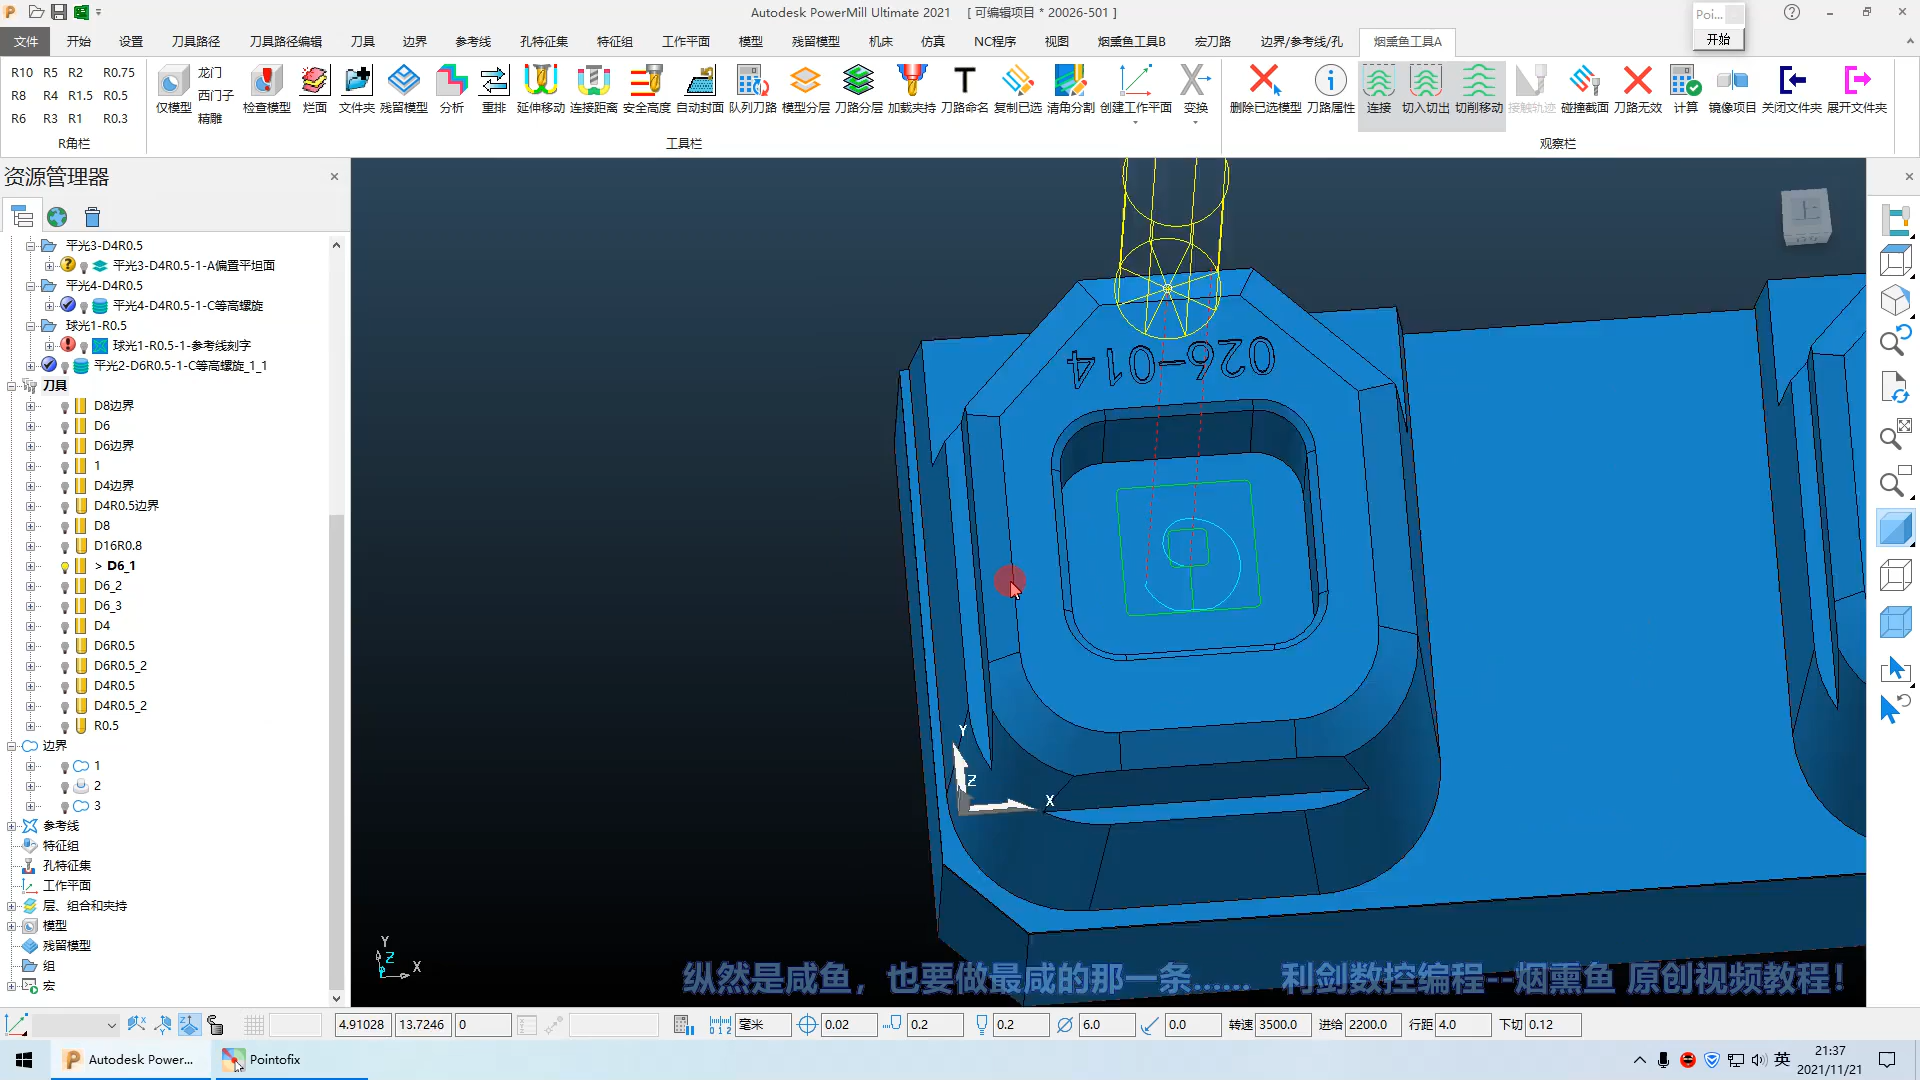 Autodesk PowerMill Ultimate 2021 [ 可编辑项目 * 20026-501 ]
Poi...
开始
文件 开始 设置 刀具路径 刀具路径编辑 刀具 边界 参考线 孔特征集 特征组 工作平面 模型 残留模型 机床 仿真 NC程序 视图 烟熏鱼工具B 宏刀路 边界/参考线/孔 烟熏鱼工具A
R10 R5 R2 R0.75
R8 R4 R1.5 R0.5
R6 R3 R1 R0.3
R角栏
龙门
西门子
精雕
仅模型 检查模型 烂面 文件夹 残留模型 分析 重排 延伸移动 连接距离 安全高度 自动封面 队列刀路 模型分层 刀路分层 加载夹持 刀路命名 复制已选 清角分割 创建工作平面 变换
工具栏
删除已选模型 刀路属性 连接 切入切出 切削移动 接触轨迹 碰撞截面 刀路无效 计算 镜像项目 关闭文件夹 展开文件夹
观察栏
资源管理器
平光3-D4R0.5
平光3-D4R0.5-1-A偏置平坦面
平光4-D4R0.5
平光4-D4R0.5-1-C等高螺旋
球光1-R0.5
球光1-R0.5-1-参考线刻字
平光2-D6R0.5-1-C等高螺旋_1_1
刀具
D8边界
D6
D6边界
1
D4边界
D4R0.5边界
D8
D16R0.8
> D6_1
D6_2
D6_3
D4
D6R0.5
D6R0.5_2
D4R0.5
D4R0.5_2
R0.5
边界
1
2
3
参考线
特征组
孔特征集
工作平面
层、组合和夹持
模型
残留模型
组
宏
026-014
上
Y
Z
X
Y
Z
X
纵然是咸鱼，也要做最咸的那一条...... 利剑数控编程--烟熏鱼 原创视频教程！
4.91028 13.7246 0 毫米 0.02 0.2 0.2 6.0 0.0 转速 3500.0 进给 2200.0 行距 4.0 下切 0.12
Autodesk Power... Pointofix
英
21:37
2021/11/21